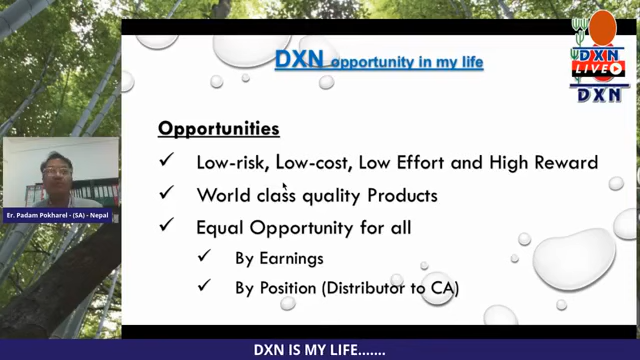 DXN opportunity in my life
DXN
LIVE
DXN
Opportunities
Low-risk, Low-cost, Low Effort and High Reward
World class quality Products
Equal Opportunity for all
By Earnings
By Position (Distributor to CA)
Er. Padam Pokharel - (SA) - Nepal
DXN IS MY LIFE.......